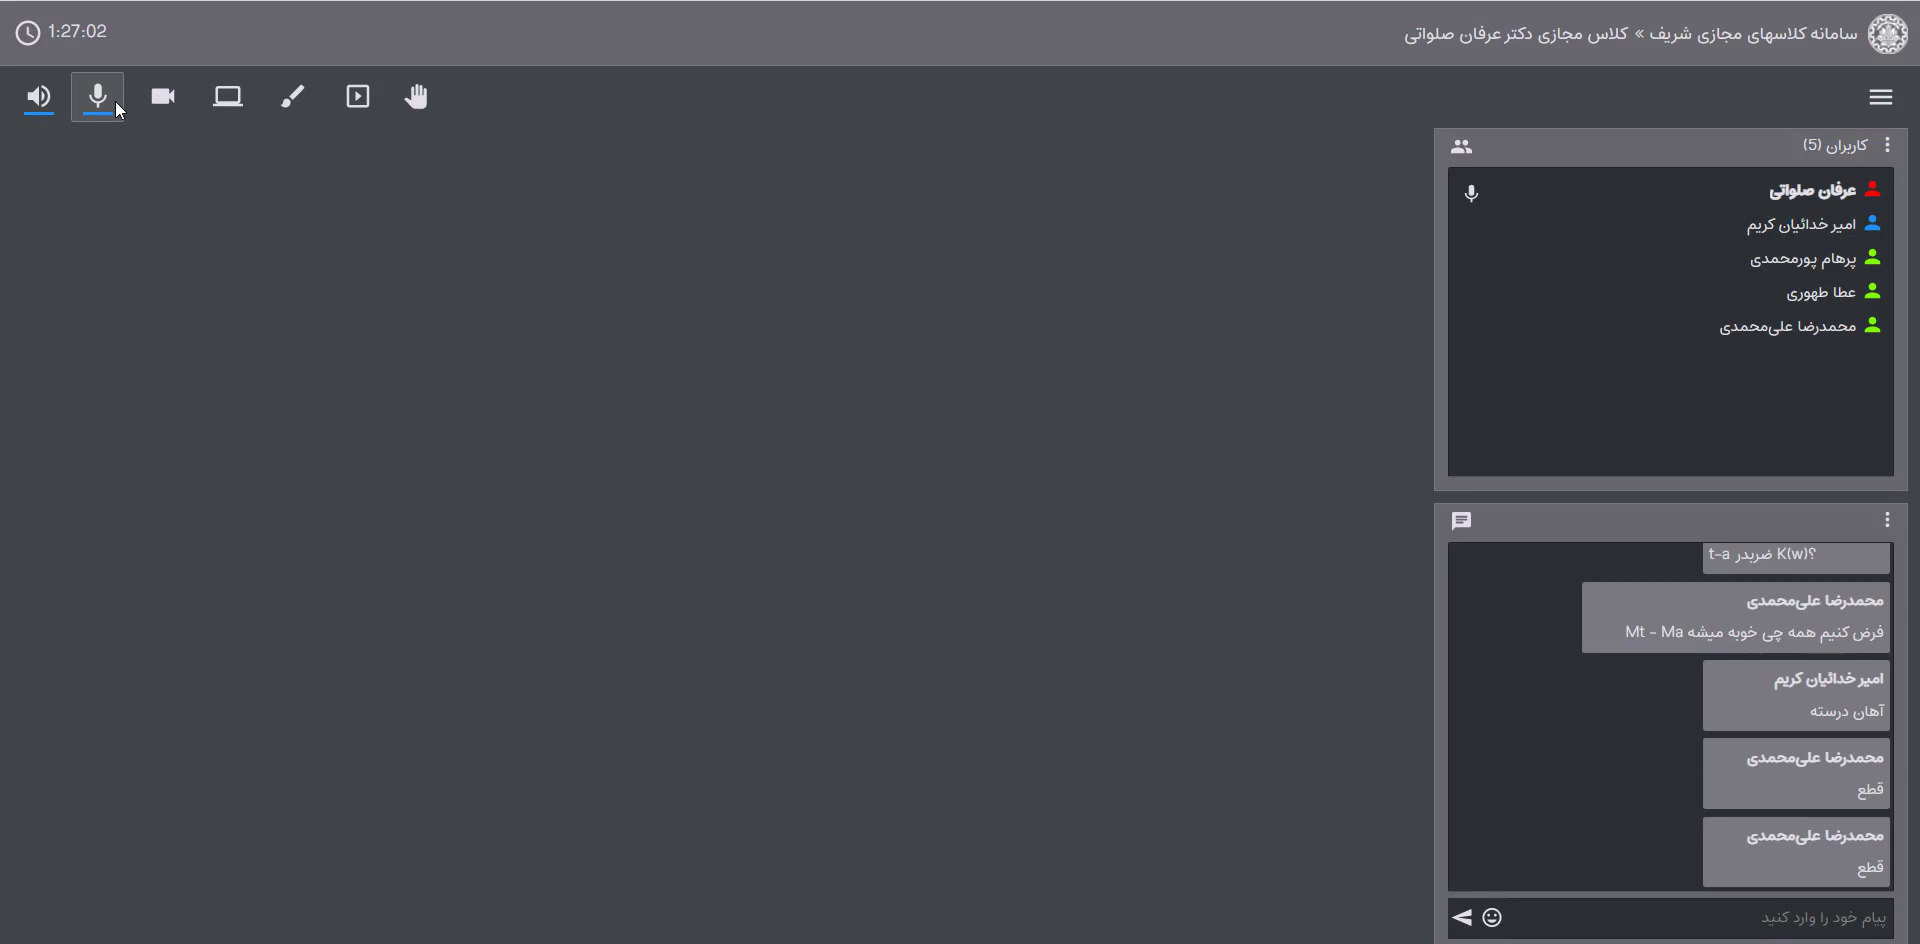 سامانه کلاسهای مجازی شریف » کلاس مجازی دکتر عرفان صلواتی
1:27:02
کاربران (5)
عرفان صلواتی
امیر خدائیان کریم
پرهام پورمحمدی
عطا طهوری
محمدرضا علی‌محمدی
K(w)؟ ضربدر t-a
محمدرضا علی‌محمدی
فرض کنیم همه چی خوبه میشه Mt - Ma
امیر خدائیان کریم
آهان درسته
محمدرضا علی‌محمدی
قطع
محمدرضا علی‌محمدی
قطع
پیام خود را وارد کنید